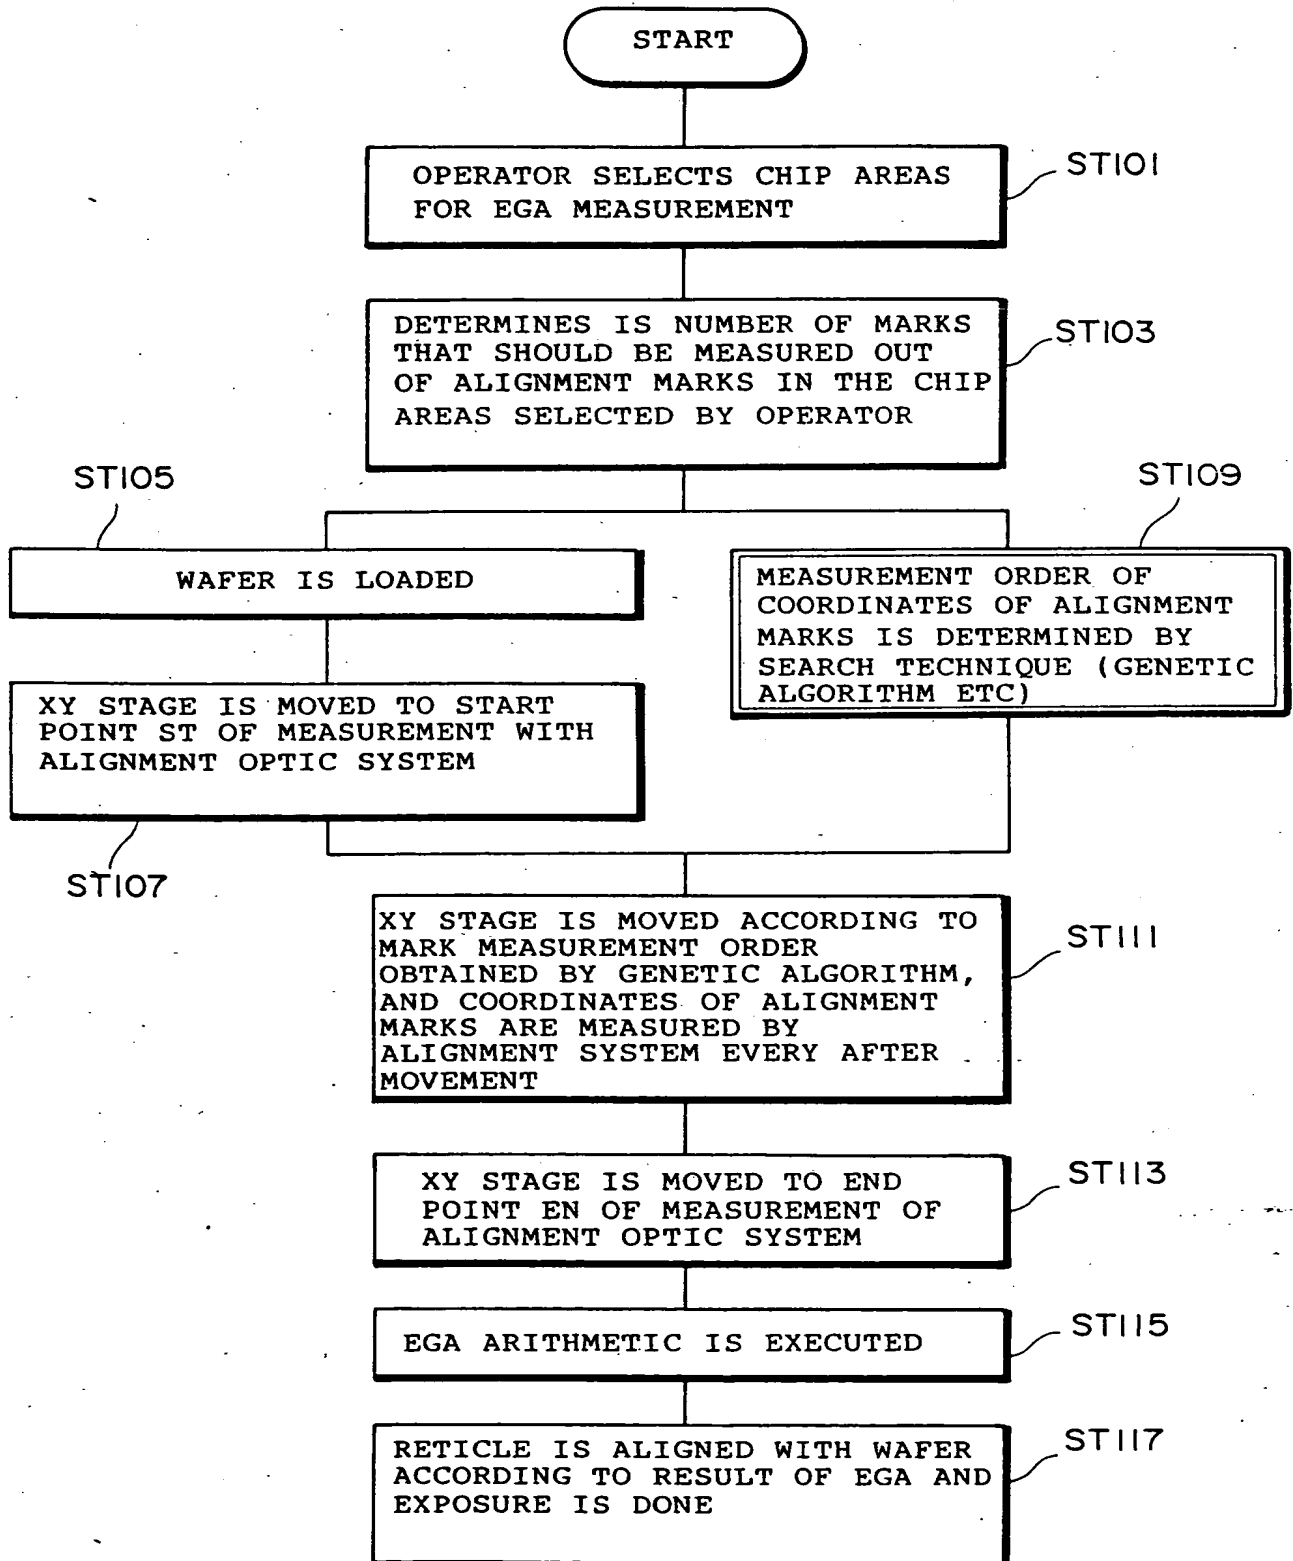 START
OPERATOR SELECTS CHIP AREAS
FOR EGA MEASUREMENT
ST101
DETERMINES IS NUMBER OF MARKS
THAT SHOULD BE MEASURED OUT
OF ALIGNMENT MARKS IN THE CHIP
AREAS SELECTED BY OPERATOR
ST103
ST105
WAFER IS LOADED
XY STAGE IS MOVED TO START
POINT ST OF MEASUREMENT WITH
ALIGNMENT OPTIC SYSTEM
ST107
ST109
MEASUREMENT ORDER OF
COORDINATES OF ALIGNMENT
MARKS IS DETERMINED BY
SEARCH TECHNIQUE (GENETIC
ALGORITHM ETC)
XY STAGE IS MOVED ACCORDING TO
MARK MEASUREMENT ORDER
OBTAINED BY GENETIC ALGORITHM,
AND COORDINATES OF ALIGNMENT
MARKS ARE MEASURED BY
ALIGNMENT SYSTEM EVERY AFTER
MOVEMENT
ST111
XY STAGE IS MOVED TO END
POINT EN OF MEASUREMENT OF
ALIGNMENT OPTIC SYSTEM
ST113
EGA ARITHMETIC IS EXECUTED
ST115
RETICLE IS ALIGNED WITH WAFER
ACCORDING TO RESULT OF EGA AND
EXPOSURE IS DONE
ST117